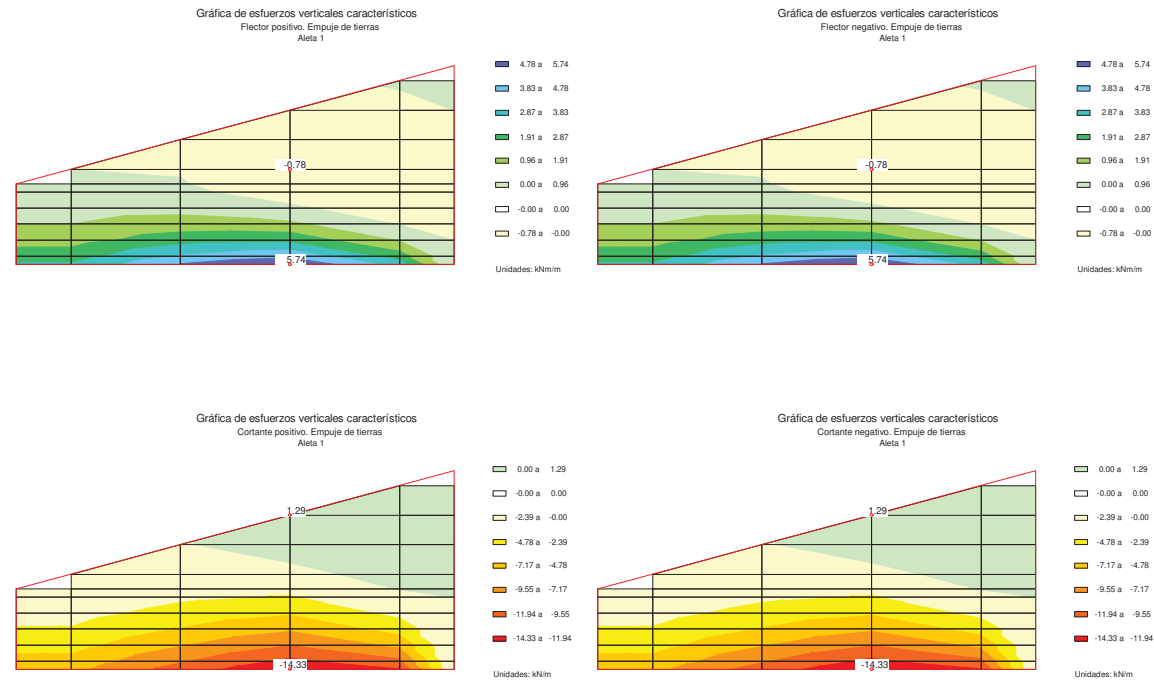 Gráfica de esfuerzos verticales característicos
Flector positivo. Empuje de tierras
Aleta 1
4.78 a 5.74
3.83 a 4.78
2.87 a 3.83
1.91 a 2.87
0.96 a 1.91
0.00 a 0.96
-0.00 a 0.00
-0.78 a -0.00
Unidades: kNm/m
-0.78
5.74
Gráfica de esfuerzos verticales característicos
Flector negativo. Empuje de tierras
Aleta 1
4.78 a 5.74
3.83 a 4.78
2.87 a 3.83
1.91 a 2.87
0.96 a 1.91
0.00 a 0.96
-0.00 a 0.00
-0.78 a -0.00
Unidades: kNm/m
-0.78
5.74
Gráfica de esfuerzos verticales característicos
Cortante positivo. Empuje de tierras
Aleta 1
0.00 a 1.29
-0.00 a 0.00
-2.39 a -0.00
-4.78 a -2.39
-7.17 a -4.78
-9.55 a -7.17
-11.94 a -9.55
-14.33 a -11.94
Unidades: kN/m
1.29
-14.33
Gráfica de esfuerzos verticales característicos
Cortante negativo. Empuje de tierras
Aleta 1
0.00 a 1.29
-0.00 a 0.00
-2.39 a -0.00
-4.78 a -2.39
-7.17 a -4.78
-9.55 a -7.17
-11.94 a -9.55
-14.33 a -11.94
Unidades: kN/m
1.29
-14.33